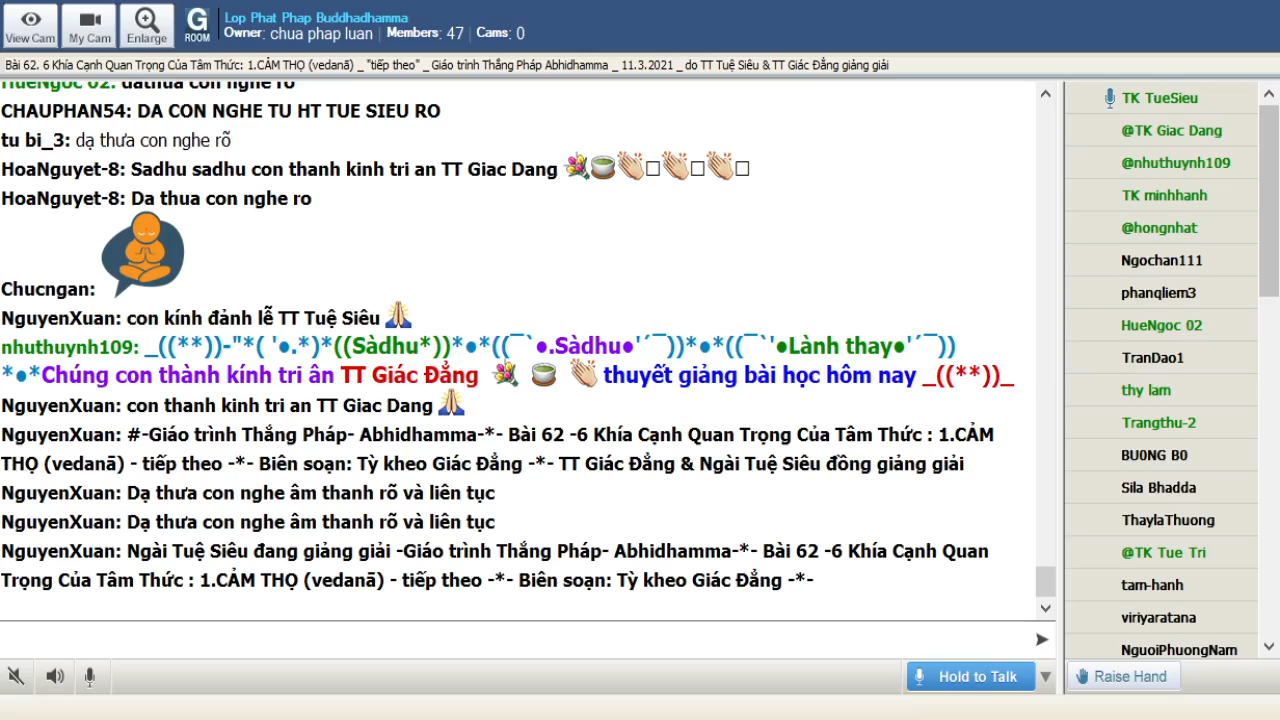 View Cam
My Cam
Enlarge
G
ROOM
Lop Phat Phap Buddhadhamma
Owner: chua phap luan | Members: 47 | Cams: 0
Bài 62. 6 Khía Cạnh Quan Trọng Của Tâm Thức: 1.CẢM THỌ (vedanā) _ "tiếp theo" _ Giáo trình Thắng Pháp Abhidhamma _ 11.3.2021 _ do TT Tuệ Siêu & TT Giác Đẳng giảng giải
HueNgoc 02: dathua con nghe ro
CHAUPHAN54: DA CON NGHE TU HT TUE SIEU RO
tu bi_3: dạ thưa con nghe rõ
HoaNguyet-8: Sadhu sadhu con thanh kinh tri an TT Giac Dang
HoaNguyet-8: Da thua con nghe ro
Chucngan:
NguyenXuan: con kính đảnh lễ TT Tuệ Siêu
nhuthuynh109: _((**))-"*( '●.*)*((Sàdhu*))*●*((¯`●.Sàdhu●'´¯))*●*((¯`'●Lành thay●'´¯))
*●*Chúng con thành kính tri ân TT Giác Đẳng thuyết giảng bài học hôm nay _((**))_
NguyenXuan: con thanh kinh tri an TT Giac Dang
NguyenXuan: #-Giáo trình Thắng Pháp- Abhidhamma-*- Bài 62 -6 Khía Cạnh Quan Trọng Của Tâm Thức : 1.CẢM
THỌ (vedanā) - tiếp theo -*- Biên soạn: Tỳ kheo Giác Đẳng -*- TT Giác Đẳng & Ngài Tuệ Siêu đồng giảng giải
NguyenXuan: Dạ thưa con nghe âm thanh rõ và liên tục
NguyenXuan: Dạ thưa con nghe âm thanh rõ và liên tục
NguyenXuan: Ngài Tuệ Siêu đang giảng giải -Giáo trình Thắng Pháp- Abhidhamma-*- Bài 62 -6 Khía Cạnh Quan
Trọng Của Tâm Thức : 1.CẢM THỌ (vedanā) - tiếp theo -*- Biên soạn: Tỳ kheo Giác Đẳng -*-
Hold to Talk
TK TueSieu
@TK Giac Dang
@nhuthuynh109
TK minhhanh
@hongnhat
Ngochan111
phanqliem3
HueNgoc 02
TranDao1
thy lam
Trangthu-2
BU0NG B0
Sila Bhadda
ThaylaThuong
@TK Tue Tri
tam-hanh
viriyaratana
NguoiPhuongNam
Raise Hand